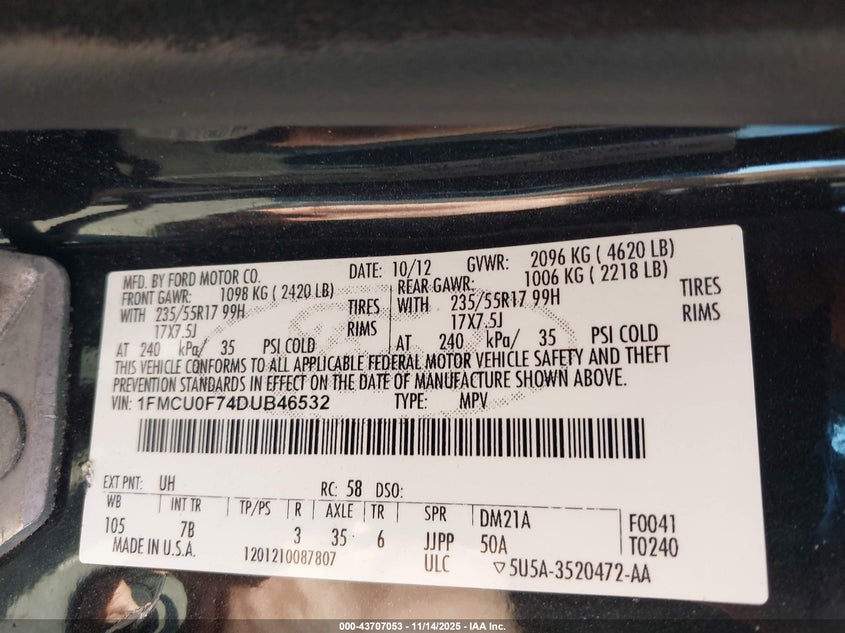 MFD. BY FORD MOTOR CO. DATE: 10/12 GVWR: 2096 KG ( 4620 LB)
FRONT GAWR: 1098 KG ( 2420 LB) REAR GAWR: 1006 KG ( 2218 LB)
WITH 235/55R17 99H TIRES WITH 235/55R17 99H TIRES
17X7.5J RIMS 17X7.5J RIMS
AT 240 kPa/ 35 PSI COLD AT 240 kPa/ 35 PSI COLD
THIS VEHICLE CONFORMS TO ALL APPLICABLE FEDERAL MOTOR VEHICLE SAFETY AND THEFT
PREVENTION STANDARDS IN EFFECT ON THE DATE OF MANUFACTURE SHOWN ABOVE.
VIN: 1FMCU0F74DUB46532 TYPE: MPV
EXT PNT: UH RC: 58 DSO:
WB INT TR TP/PS R AXLE TR SPR DM21A F0041
105 7B 3 35 6 JJPP 50A T0240
MADE IN U.S.A. 1201210087807 ULC ▽5U5A-3520472-AA
000-43707053 - 11/14/2025 - IAA Inc.